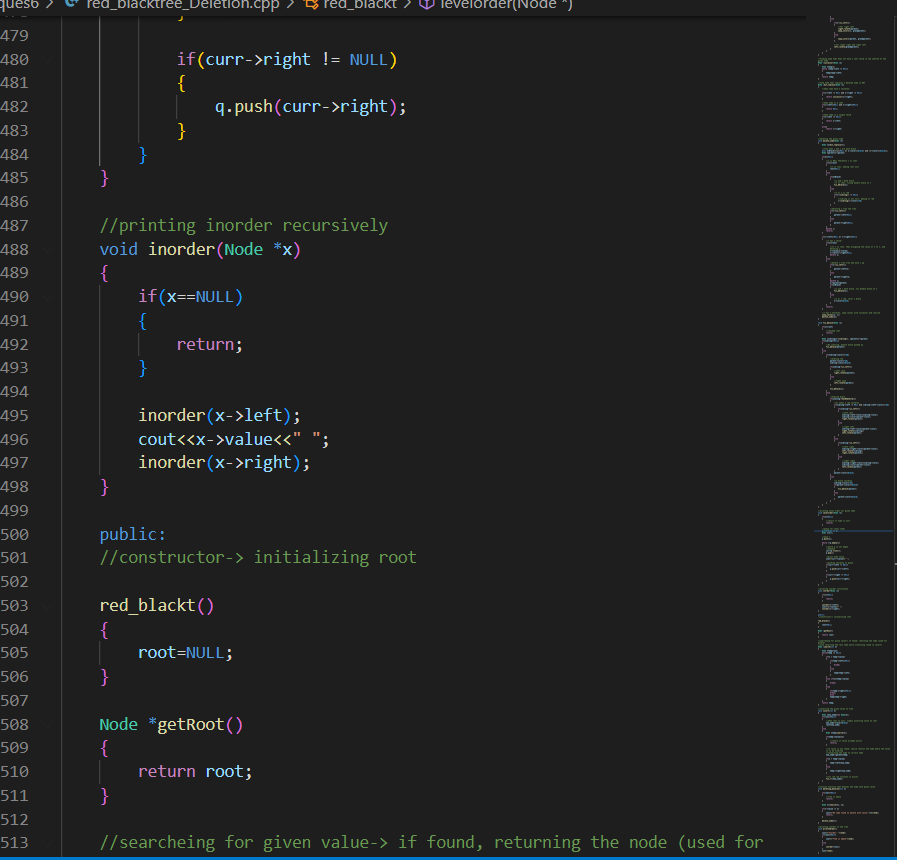 ques6 > red_blacktree_Deletion.cpp > red_blackt > levelorder(Node *)
479
480 if(curr->right != NULL)
481 {
482 q.push(curr->right);
483 }
484 }
485 }
486
487 //printing inorder recursively
488 void inorder(Node *x)
489 {
490 if(x==NULL)
491 {
492 return;
493 }
494
495 inorder(x->left);
496 cout<<x->value<<" ";
497 inorder(x->right);
498 }
499
500 public:
501 //constructor-> initializing root
502
503 red_blackt()
504 {
505 root=NULL;
506 }
507
508 Node *getRoot()
509 {
510 return root;
511 }
512
513 //searcheing for given value-> if found, returning the node (used for